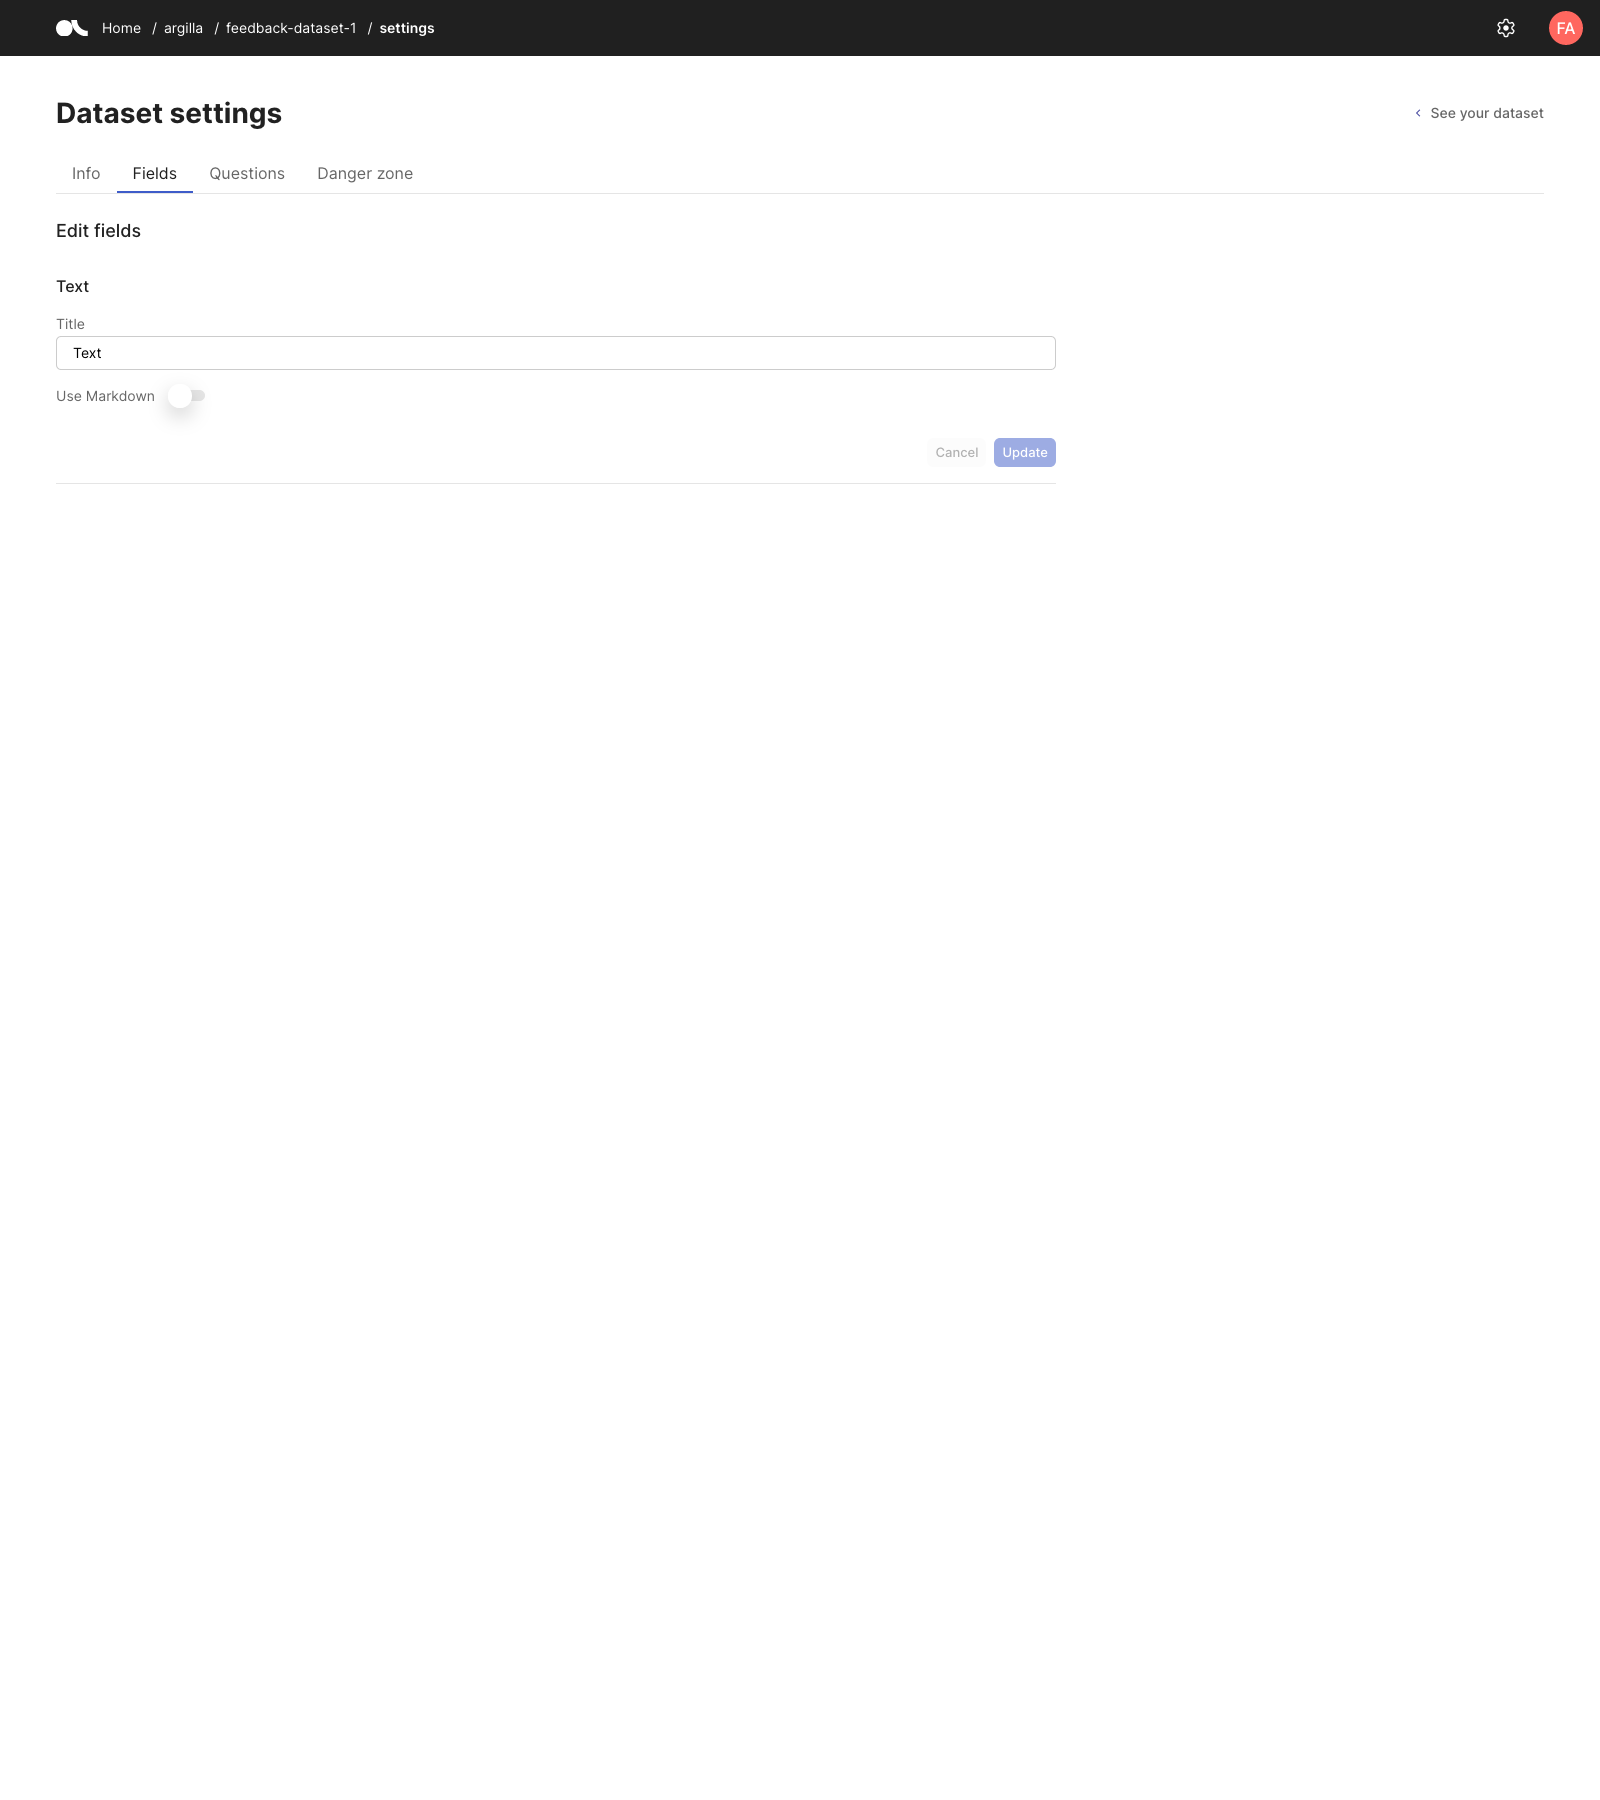 Home / argilla / feedback-dataset-1 / settings
FA
Dataset settings
See your dataset
Info Fields Questions Danger zone
Edit fields
Text
Title
Text
Use Markdown
Cancel Update